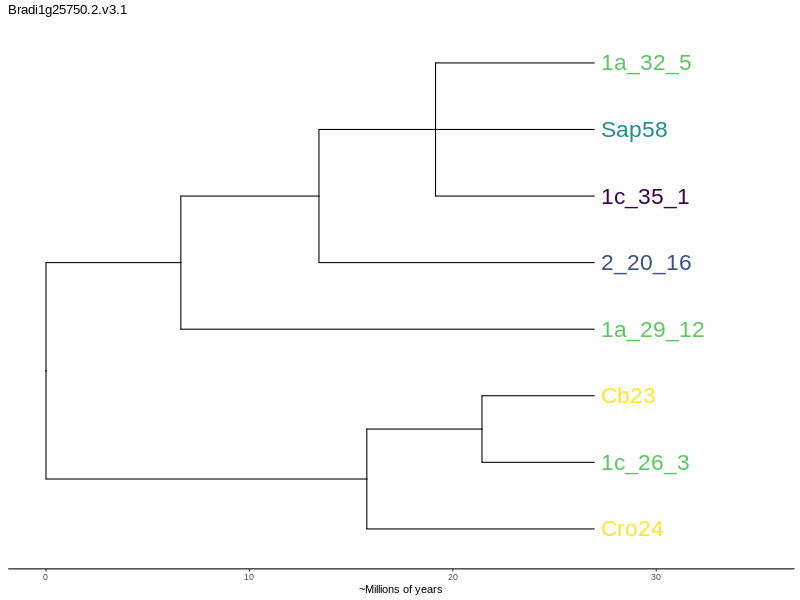 Bradi1g25750.2.v3.1
1a_32_5
Sap58
1c_35_1
2_20_16
1a_29_12
Cb23
1c_26_3
Cro24
0 10 20 30
~Millions of years